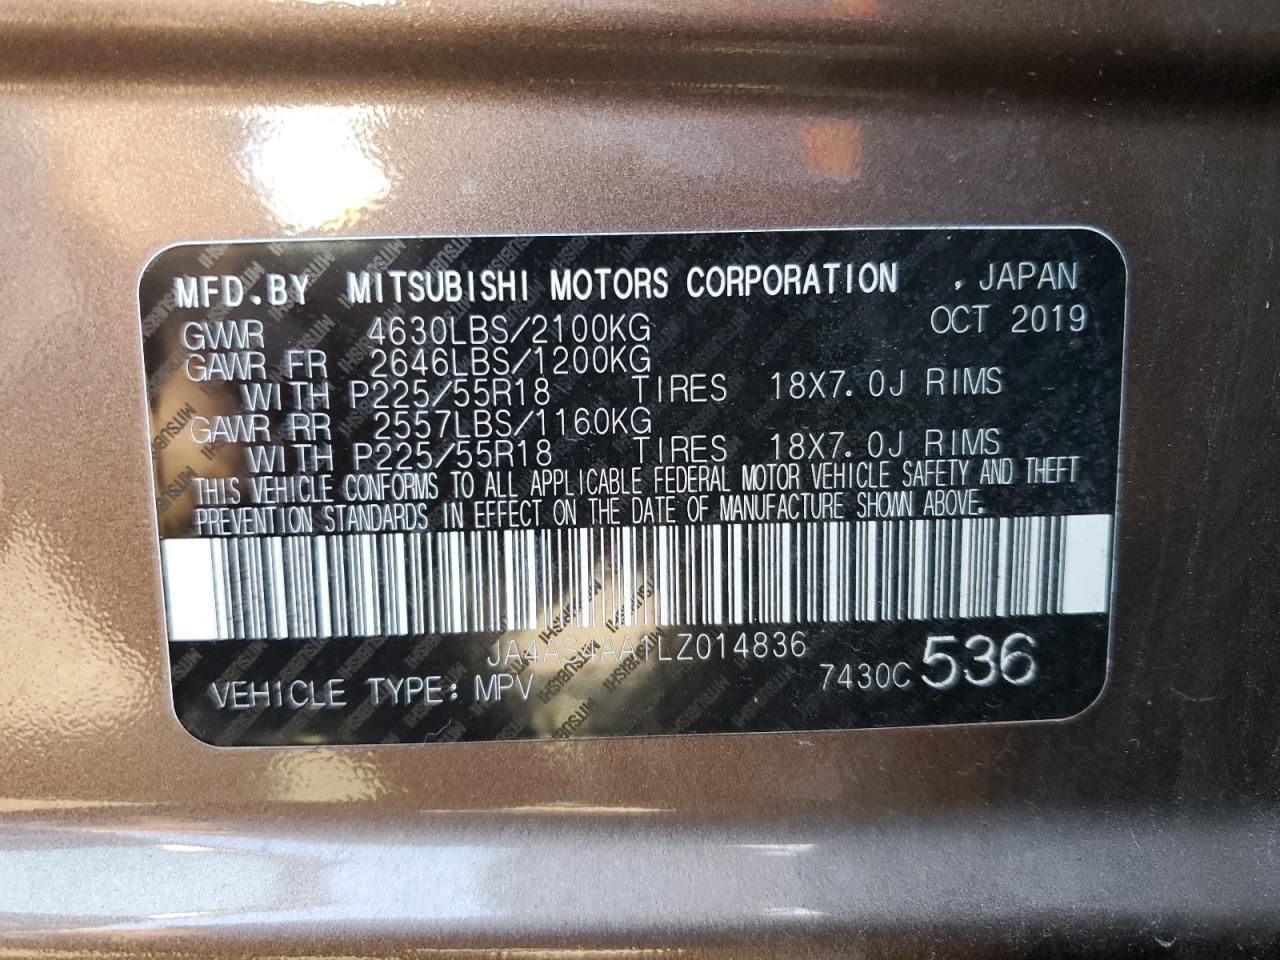 MFD.BY MITSUBISHI MOTORS CORPORATION , JAPAN
OCT 2019
GVWR 4630LBS/2100KG
GAWR FR 2646LBS/1200KG
WITH P225/55R18 TIRES 18X7.0J RIMS
GAWR RR 2557LBS/1160KG
WITH P225/55R18 TIRES 18X7.0J RIMS
THIS VEHICLE CONFORMS TO ALL APPLICABLE FEDERAL MOTOR VEHICLE SAFETY AND THEFT
PREVENTION STANDARDS IN EFFECT ON THE DATE OF MANUFACTURE SHOWN ABOVE.
JA4AS4AA1LZ014836
VEHICLE TYPE: MPV 7430C 536